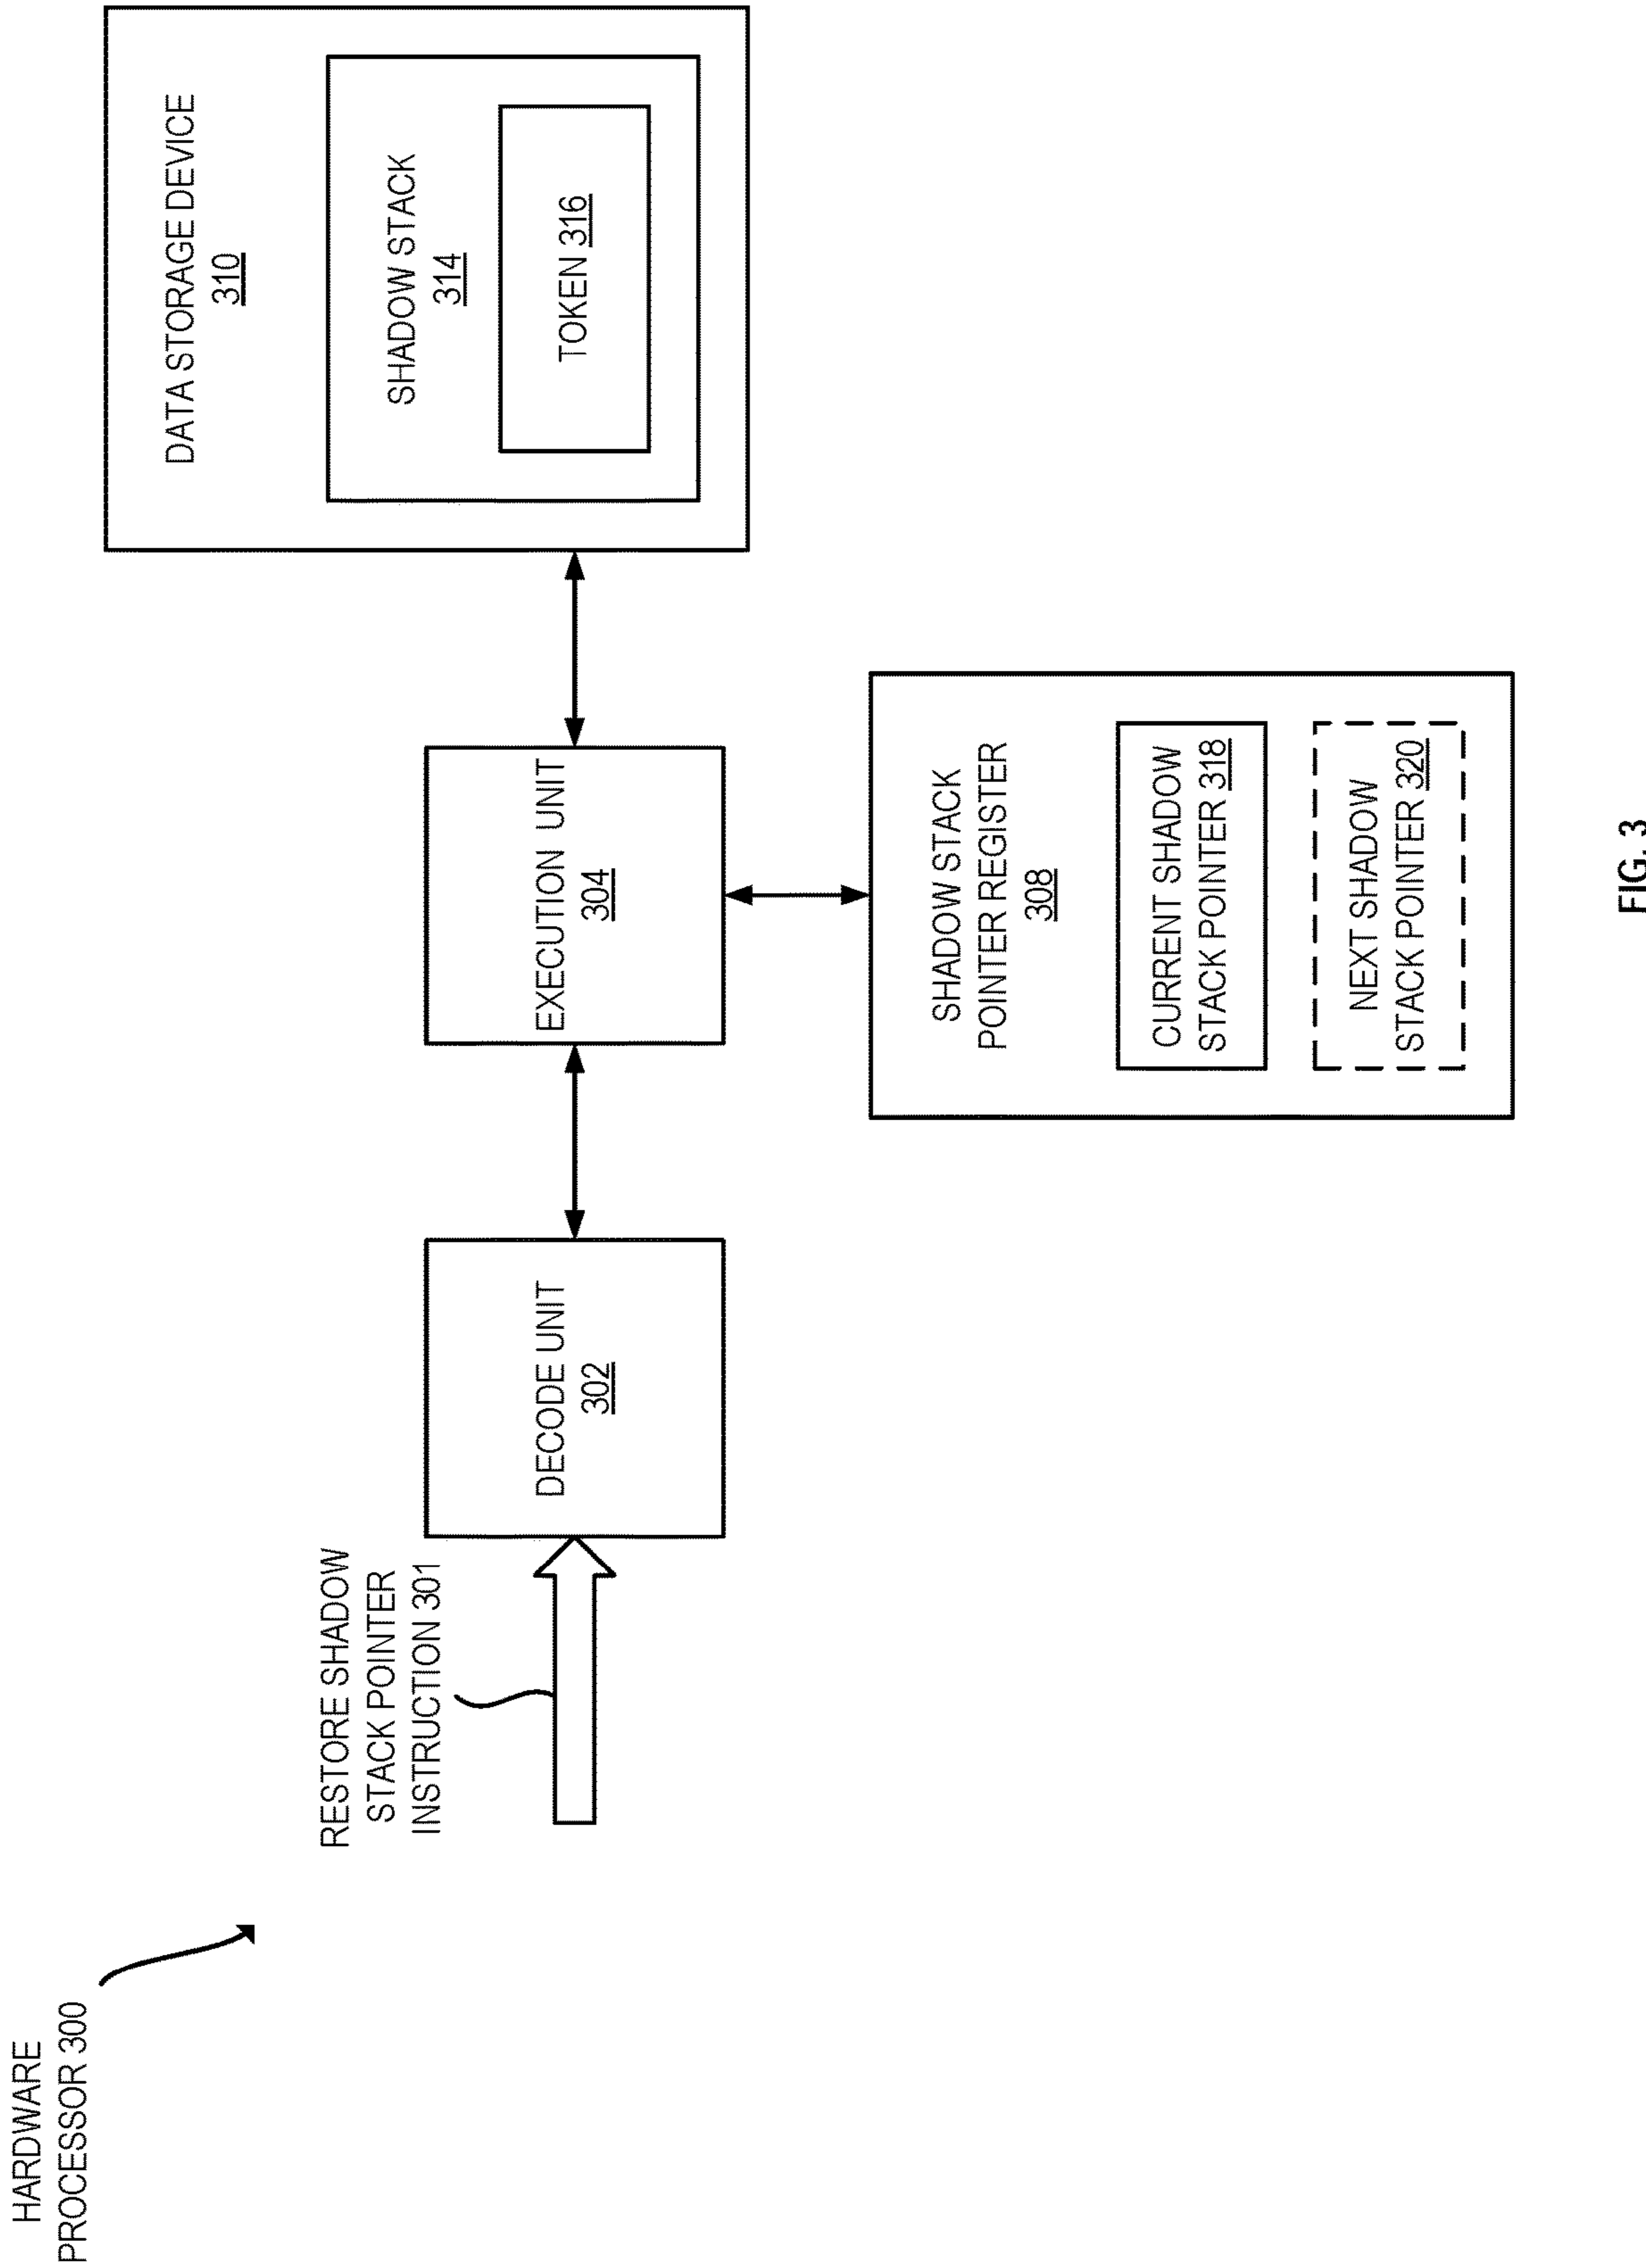 HARDWARE
PROCESSOR 300
RESTORE SHADOW
STACK POINTER
INSTRUCTION 301
DECODE UNIT
302
EXECUTION UNIT
304
DATA STORAGE DEVICE
310
SHADOW STACK
314
TOKEN 316
SHADOW STACK
POINTER REGISTER
308
CURRENT SHADOW
STACK POINTER 318
NEXT SHADOW
STACK POINTER 320
FIG. 3